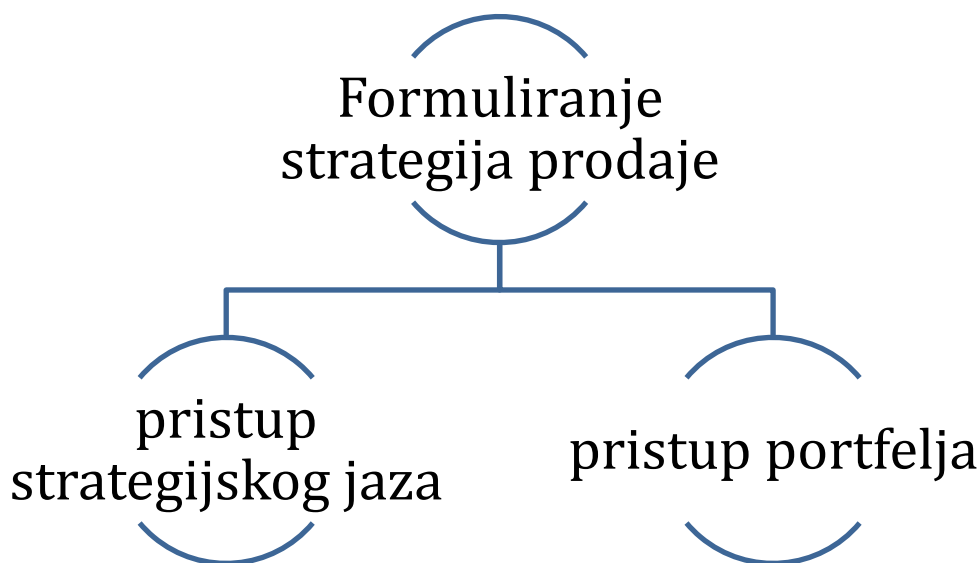 Formuliranje
strategija prodaje
pristup
strategijskog jaza
pristup portfelja